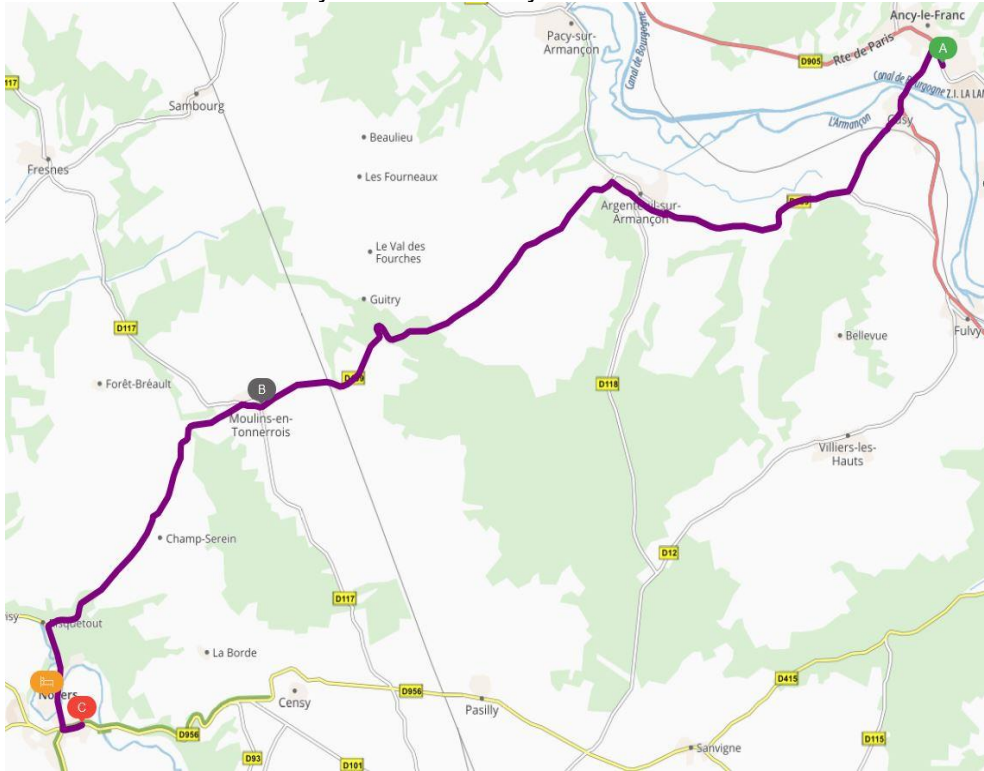 Ancy-le-Franc
A
Pacy-sur-
Armançon
Canal de Bourgogne
D905
Rte de Paris
Canal de Bourgogne
Z.I. LA LAN
117
Sambourg
L'Armançon
Beaulieu
Fresnes
Les Fourneaux
Argenteuil-sur-
Armançon
Le Val des
Fourches
Guitry
D117
Bellevue
Fulvy
Forêt-Bréault
B
D118
Moulins-en-
Tonnerrois
Villiers-les-
Hauts
Champ-Serein
D12
D117
La Borde
D415
D956
Censy
Pasilly
C
D956
D115
Sanvigne
D93
D101